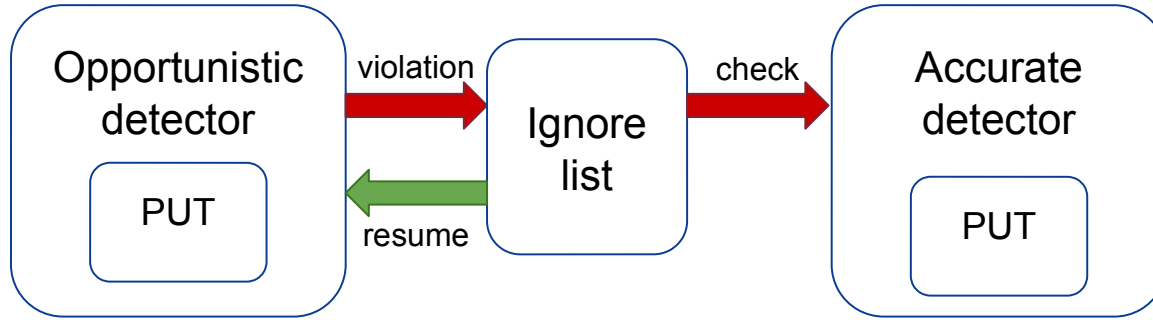 Opportunistic
detector
PUT
violation
resume
Ignore
list
check
Accurate
detector
PUT